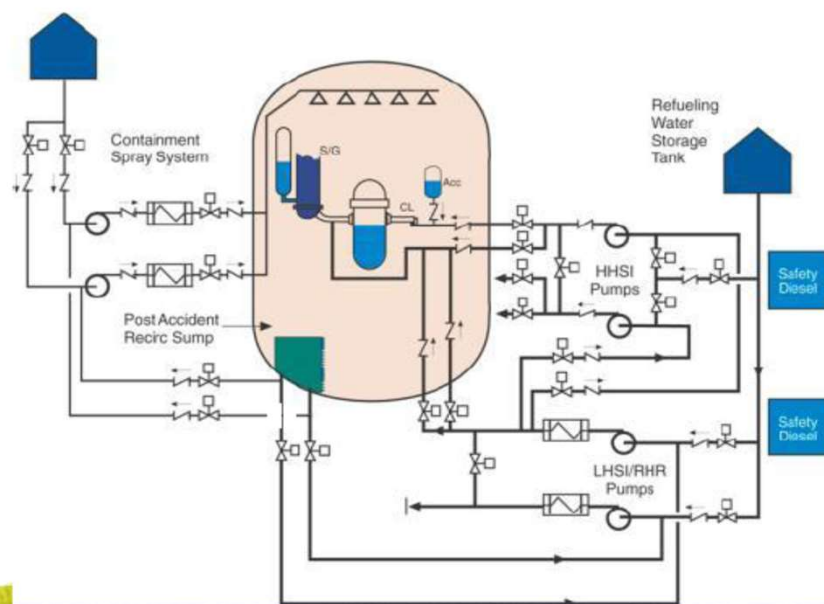 Containment
Spray System
S/G
Acc
CL
Refueling
Water
Storage
Tank
HHSI
Pumps
Safety
Diesel
Post Accident
Recirc Sump
Safety
Diesel
LHSI/RHR
Pumps